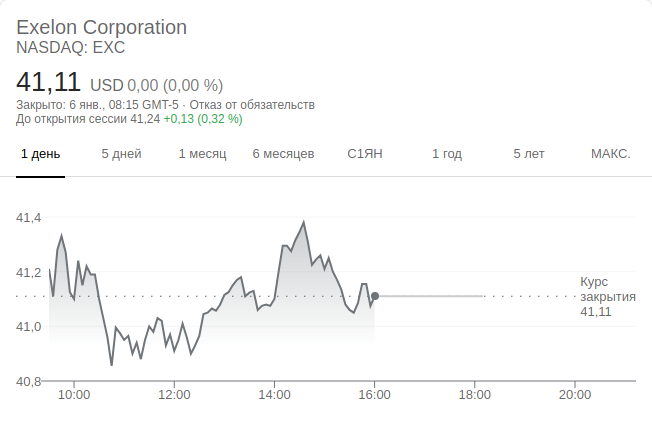 Exelon Corporation
NASDAQ: EXC
41,11 USD 0,00 (0,00 %)
Закрыто: 6 янв., 08:15 GMT-5 · Отказ от обязательств
До открытия сессии 41,24 +0,13 (0,32 %)
1 день 5 дней 1 месяц 6 месяцев С1ЯН 1 год 5 лет МАКС.
41,4
41,2
Курс
закрытия
41,11
41,0
40,8
10:00 12:00 14:00 16:00 18:00 20:00